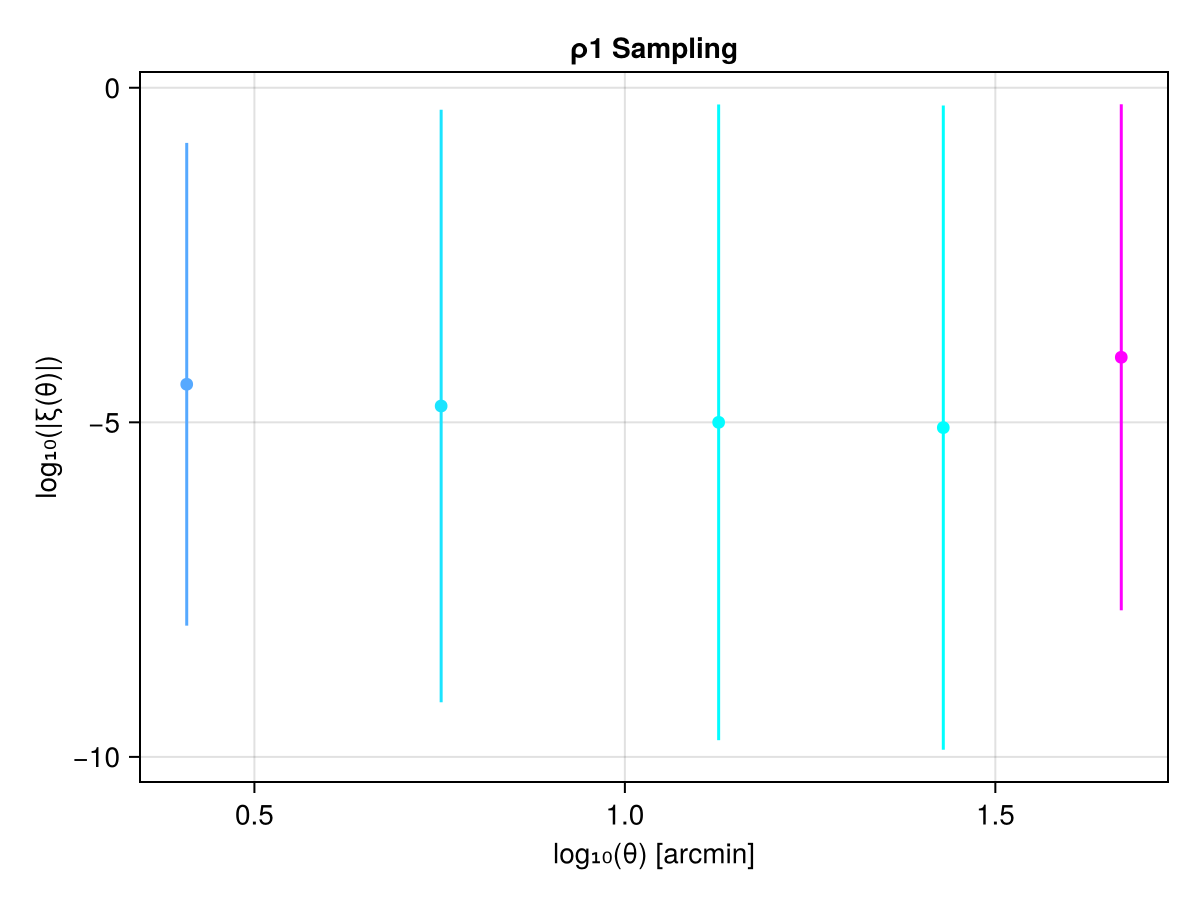 ρ1 Sampling
0
−5
−10
log₁₀(|ξ(θ)|)
0.5
1.0
1.5
log₁₀(θ) [arcmin]